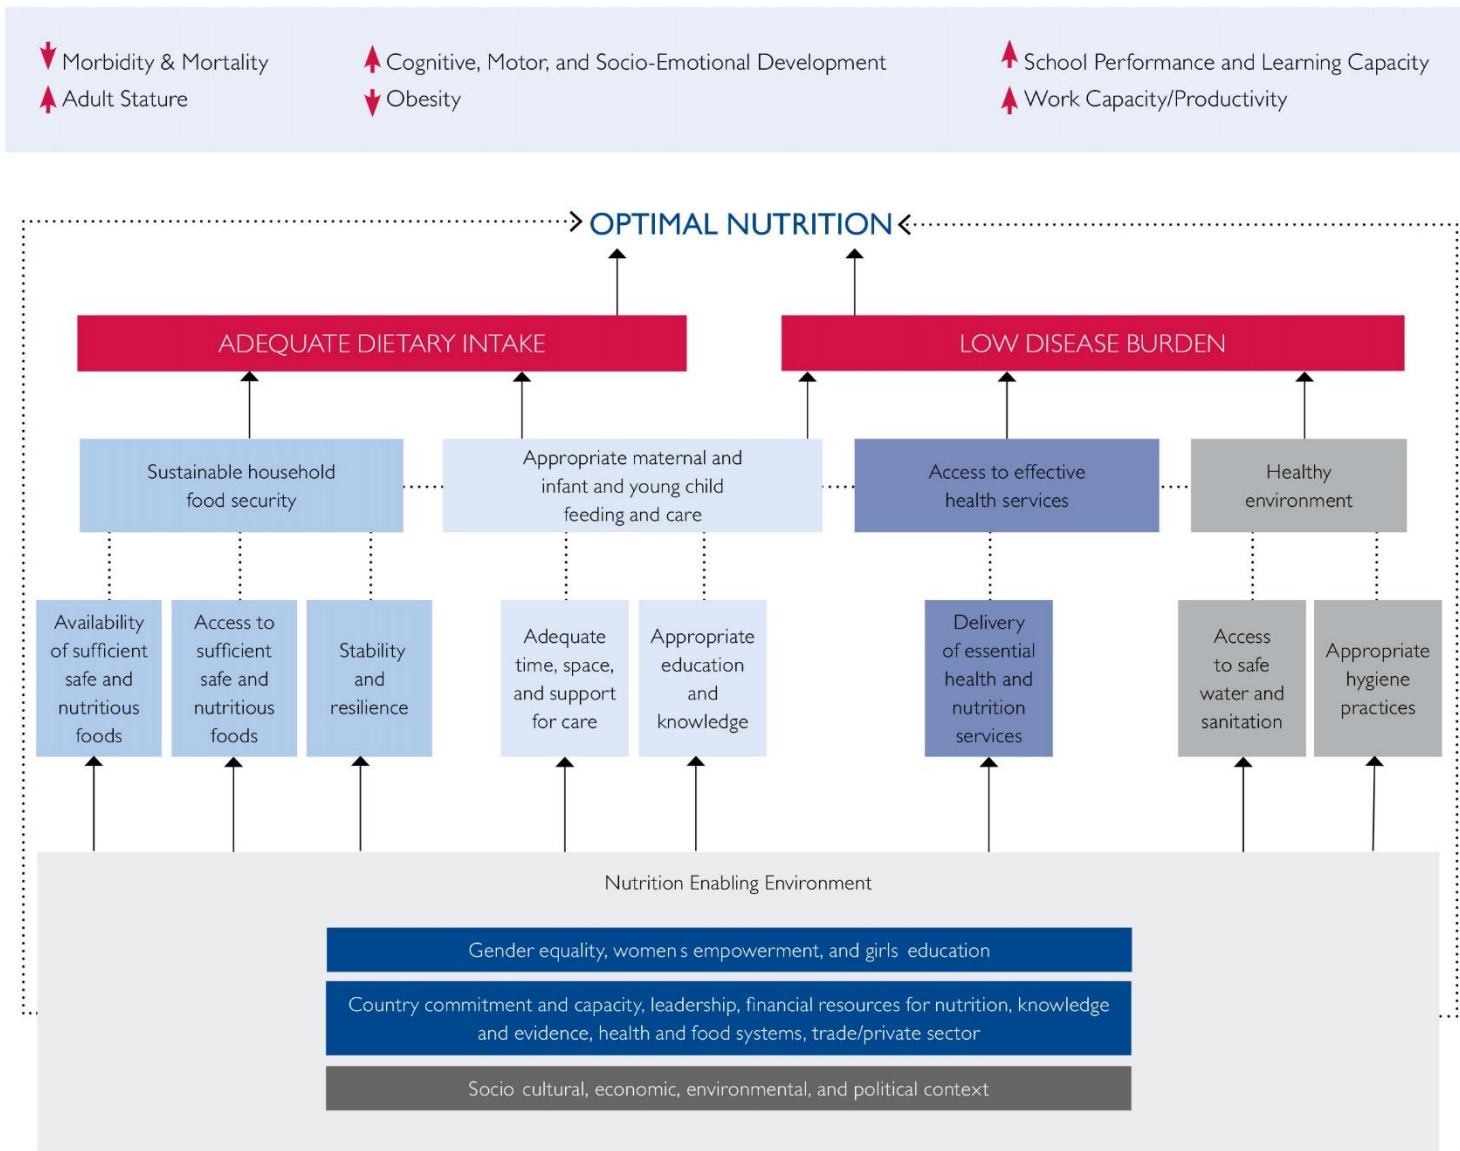 Morbidity & Mortality
Adult Stature
Cognitive, Motor, and Socio-Emotional Development
Obesity
School Performance and Learning Capacity
Work Capacity/Productivity
OPTIMAL NUTRITION
ADEQUATE DIETARY INTAKE
LOW DISEASE BURDEN
Sustainable household
food security
Appropriate maternal and
infant and young child
feeding and care
Access to effective
health services
Healthy
environment
Availability
of sufficient
safe and
nutritious
foods
Access to
sufficient
safe and
nutritious
foods
Stability
and
resilience
Adequate
time, space,
and support
for care
Appropriate
education
and
knowledge
Delivery
of essential
health and
nutrition
services
Access
to safe
water and
sanitation
Appropriate
hygiene
practices
Nutrition Enabling Environment
Gender equality, women s empowerment, and girls education
Country commitment and capacity, leadership, financial resources for nutrition, knowledge
and evidence, health and food systems, trade/private sector
Socio cultural, economic, environmental, and political context